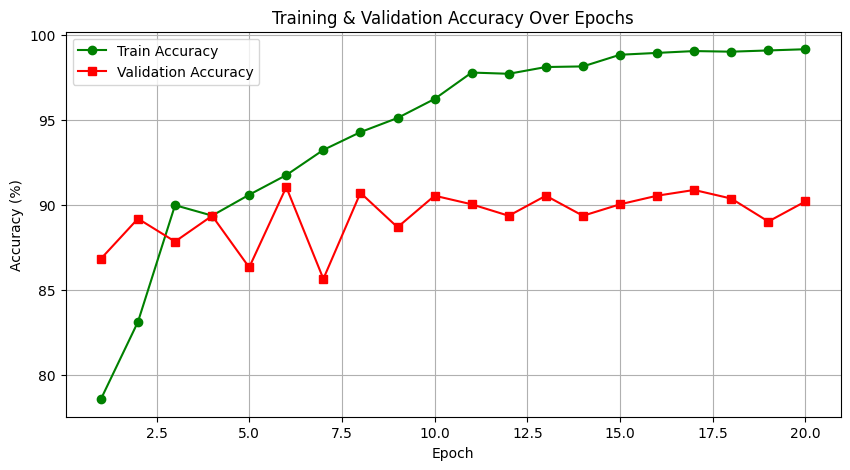 Training & Validation Accuracy Over Epochs
Train Accuracy
Validation Accuracy
Accuracy (%)
100
95
90
85
80
2.5 5.0 7.5 10.0 12.5 15.0 17.5 20.0
Epoch